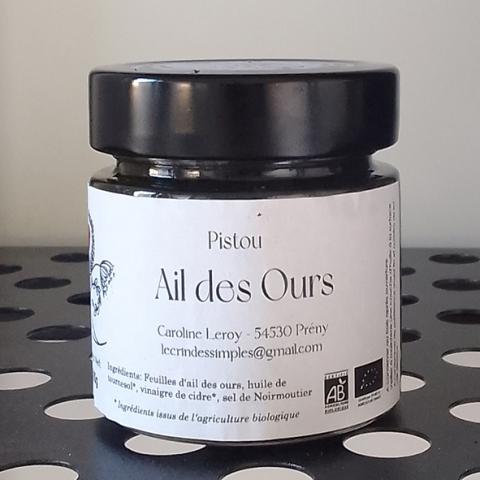 Pistou
Ail des Ours
Caroline Leroy - 54530 Prény
lecrindessimples@gmail.com
Ingrédients: Feuilles d'ail des ours, huile de
tournesol*, vinaigre de cidre*, sel de Noirmoutier
* Ingrédients issus de l'agriculture biologique
AB